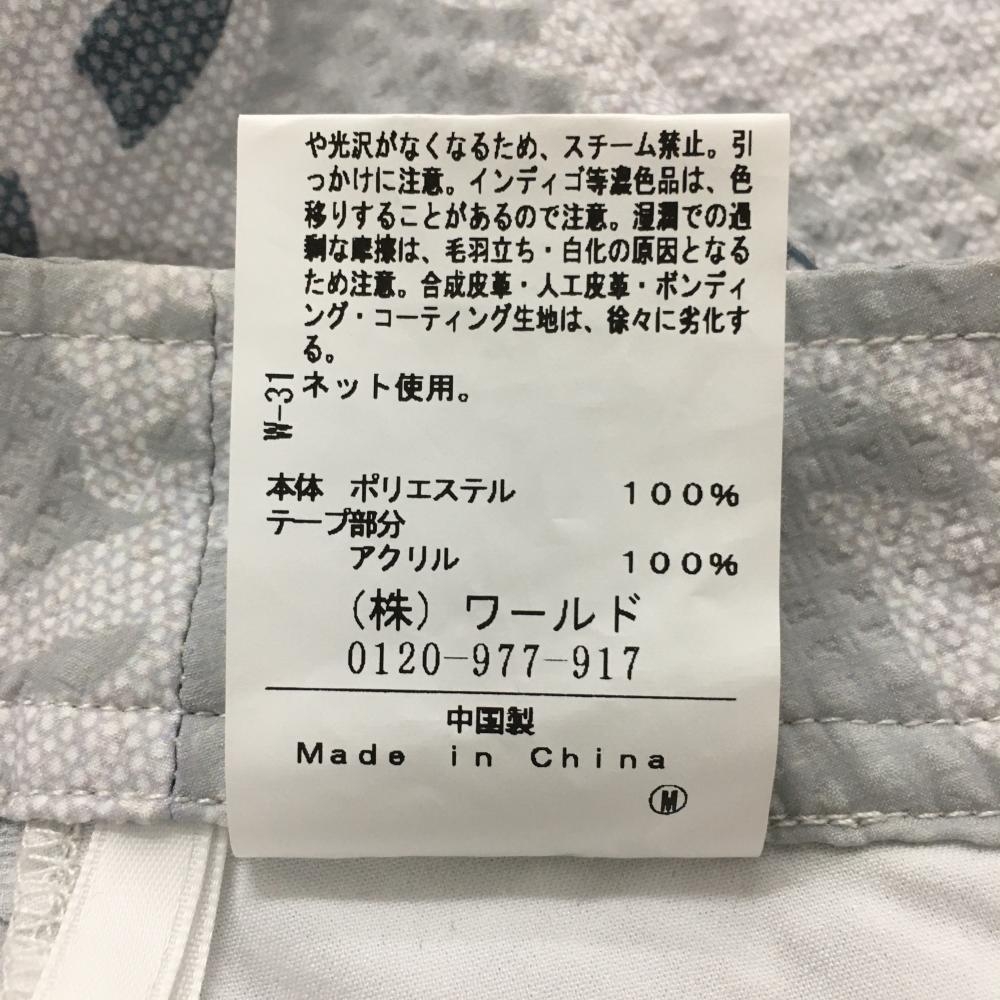 や光沢がなくなるため、スチーム禁止。引
っかけに注意。インディゴ等濃色品は、色
移りすることがあるので注意。湿潤での過
剰な摩擦は、毛羽立ち・白化の原因となる
ため注意。合成皮革・人工皮革・ボンディ
ング・コーティング生地は、徐々に劣化す
る。
W-31
ネット使用。
本体 ポリエステル 100%
テープ部分
アクリル 100%
(株) ワールド
0120-977-917
中国製
Made in China
M